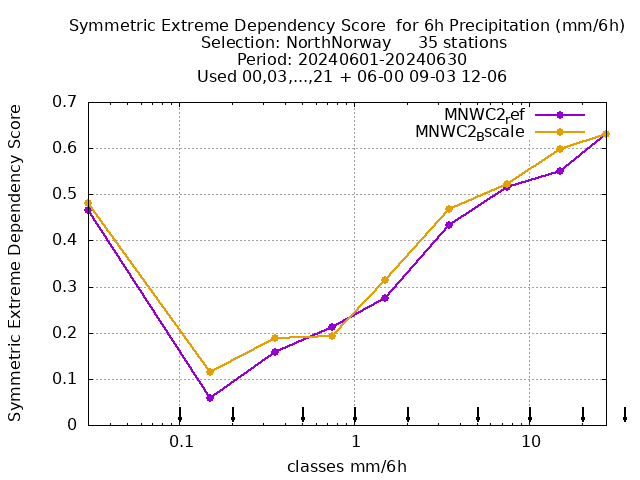 Symmetric Extreme Dependency Score  for 6h Precipitation (mm/6h)
Selection: NorthNorway     35 stations
Period: 20240601-20240630
Used 00,03,...,21 + 06-00 09-03 12-06
Symmetric Extreme Dependency Score
MNWC2ref
MNWC2Bscale
0.7
0.6
0.5
0.4
0.3
0.2
0.1
0
0.1 1 10
classes mm/6h